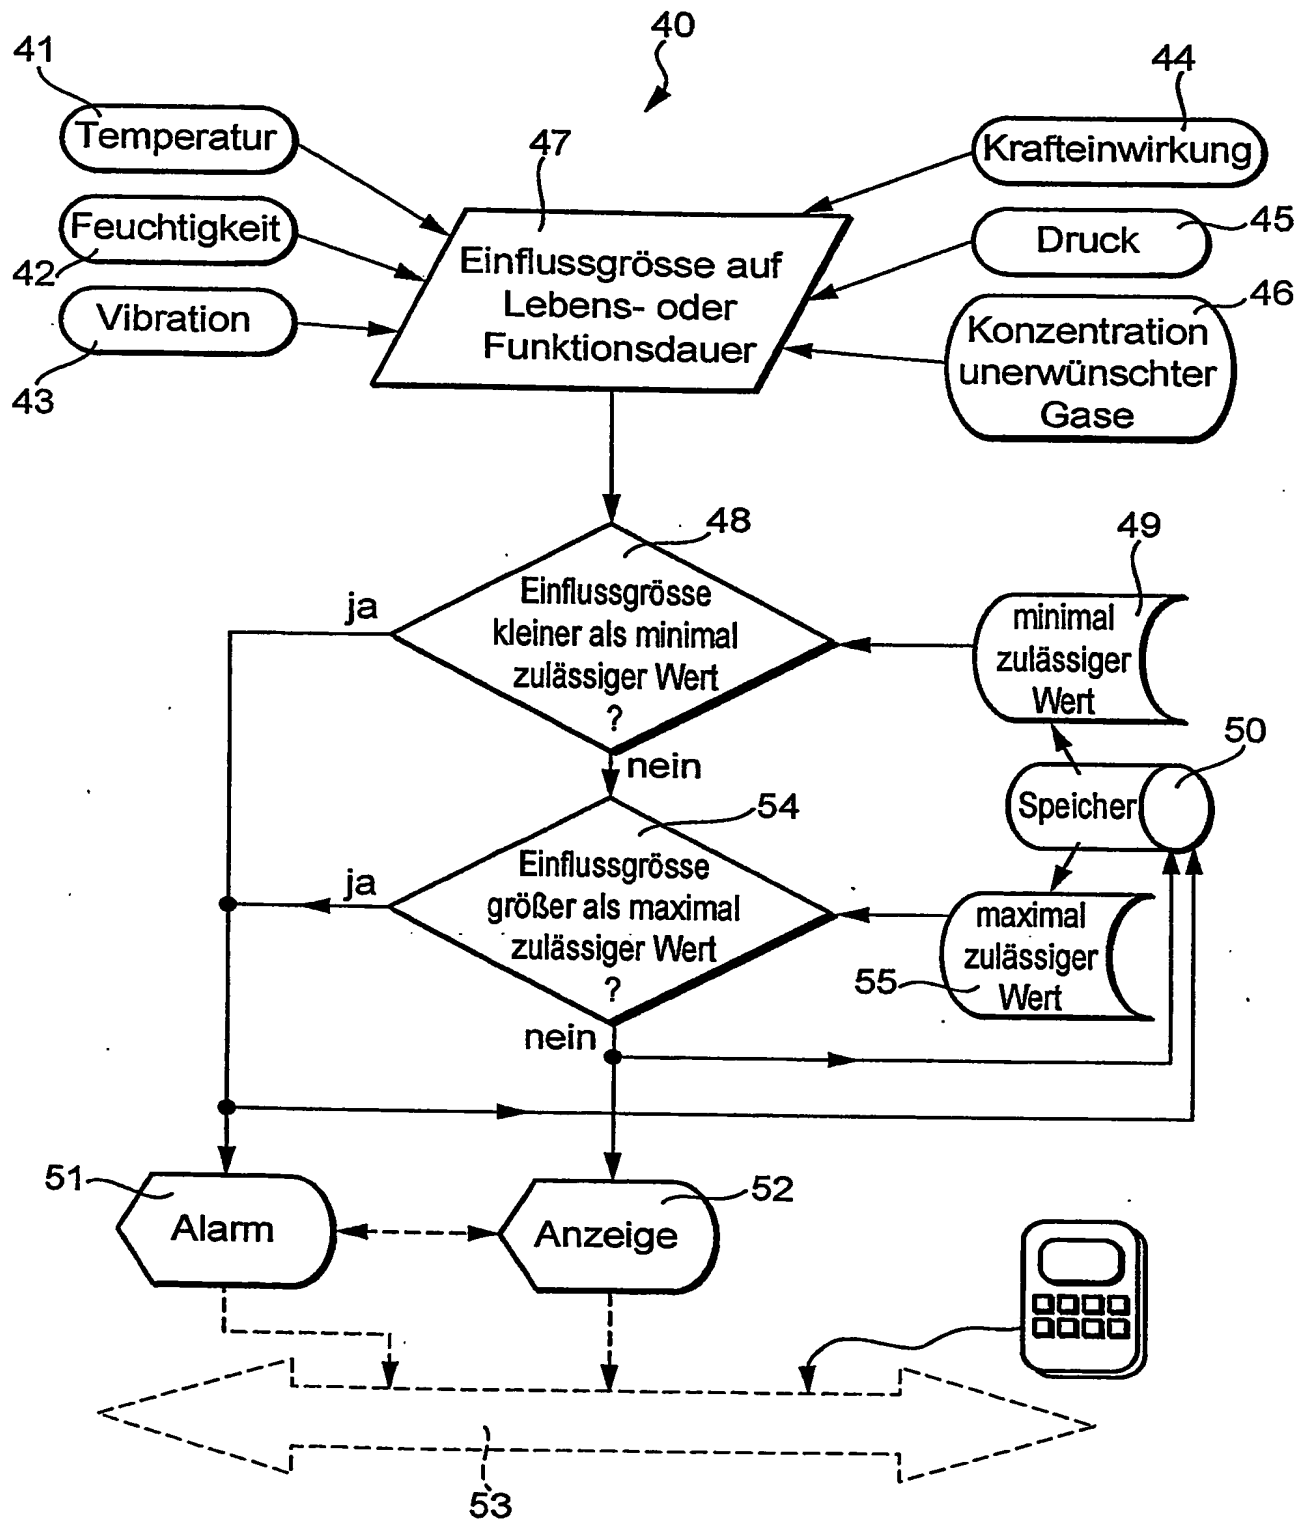 40
41
Temperatur
Feuchtigkeit
42
Vibration
43
44
Krafteinwirkung
Druck
45
46
Konzentration
unerwünschter
Gase
47
Einflussgrösse auf
Lebens- oder
Funktionsdauer
48
Einflussgrösse
kleiner als minimal
zulässiger Wert
?
ja
nein
49
minimal
zulässiger
Wert
50
Speicher
54
Einflussgrösse
größer als maximal
zulässiger Wert
?
ja
nein
maximal
zulässiger
Wert
55
51
Alarm
52
Anzeige
53